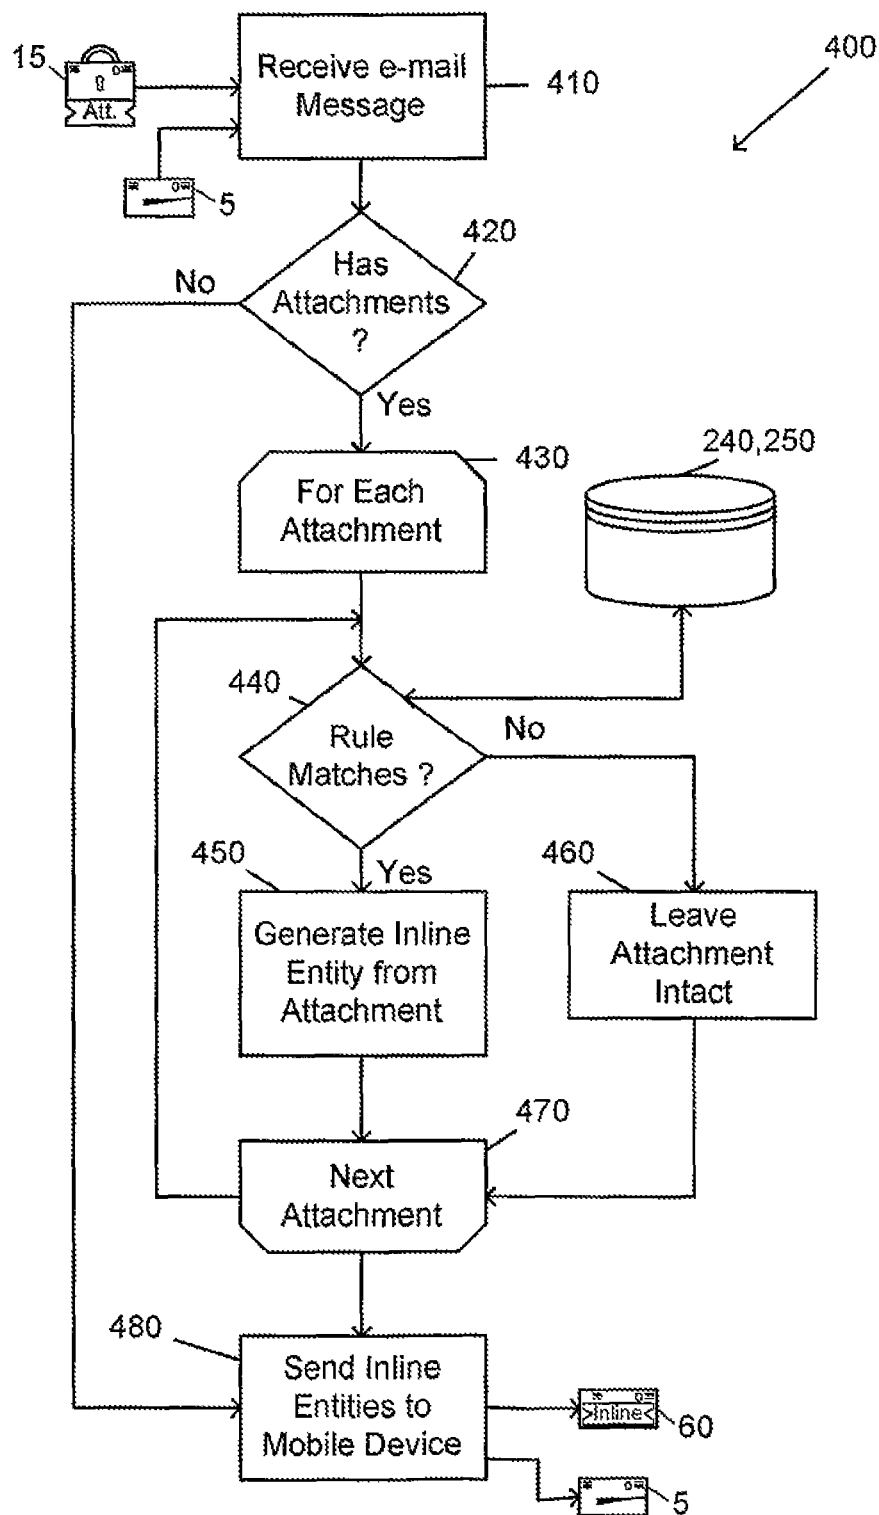 15
Att.
5
Receive e-mail
Message
410
400
Has
Attachments
?
420
No
Yes
For Each
Attachment
430
240,250
440
Rule
Matches ?
No
450
Yes
460
Generate Inline
Entity from
Attachment
Leave
Attachment
Intact
470
Next
Attachment
480
Send Inline
Entities to
Mobile Device
>Inline<
60
5